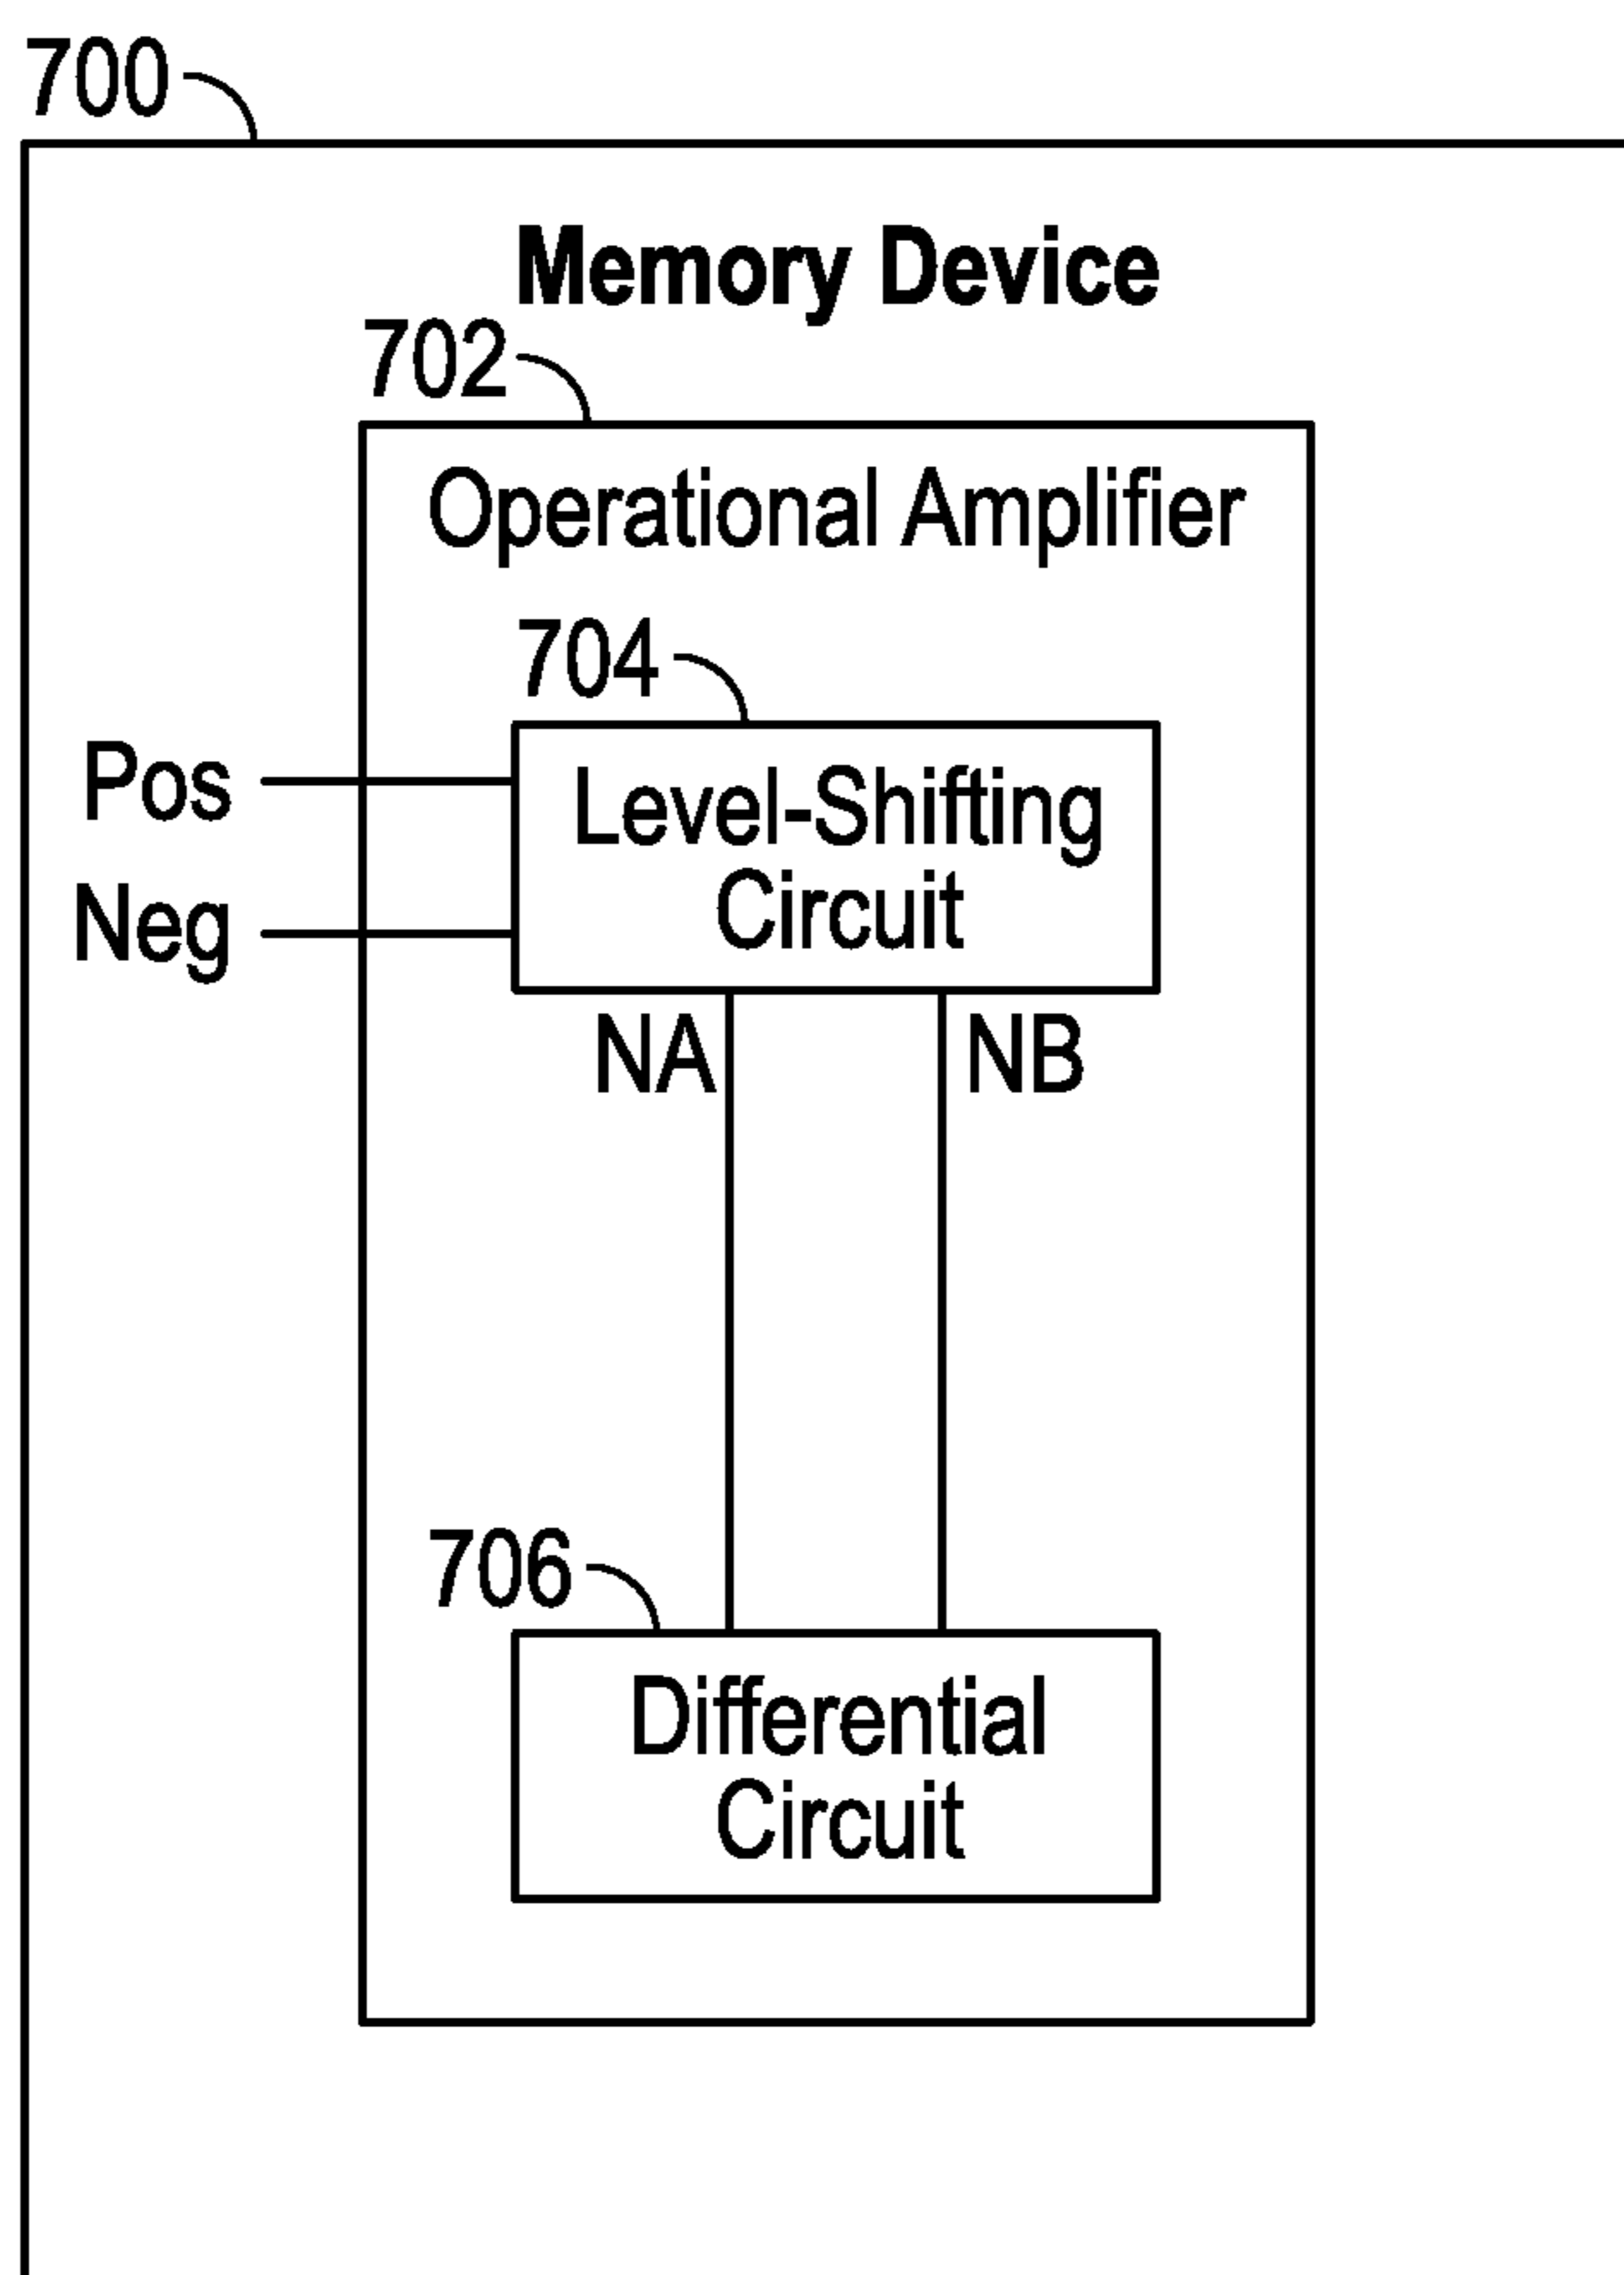 700
Memory Device
702
Operational Amplifier
704
Pos
Level-Shifting
Circuit
Neg
NA
NB
706
Differential
Circuit